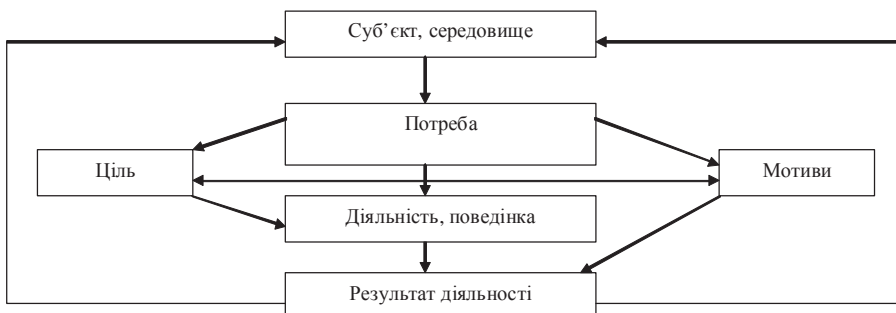 Суб’єкт, середовище
Потреба
Ціль
Мотиви
Діяльність, поведінка
Результат діяльності